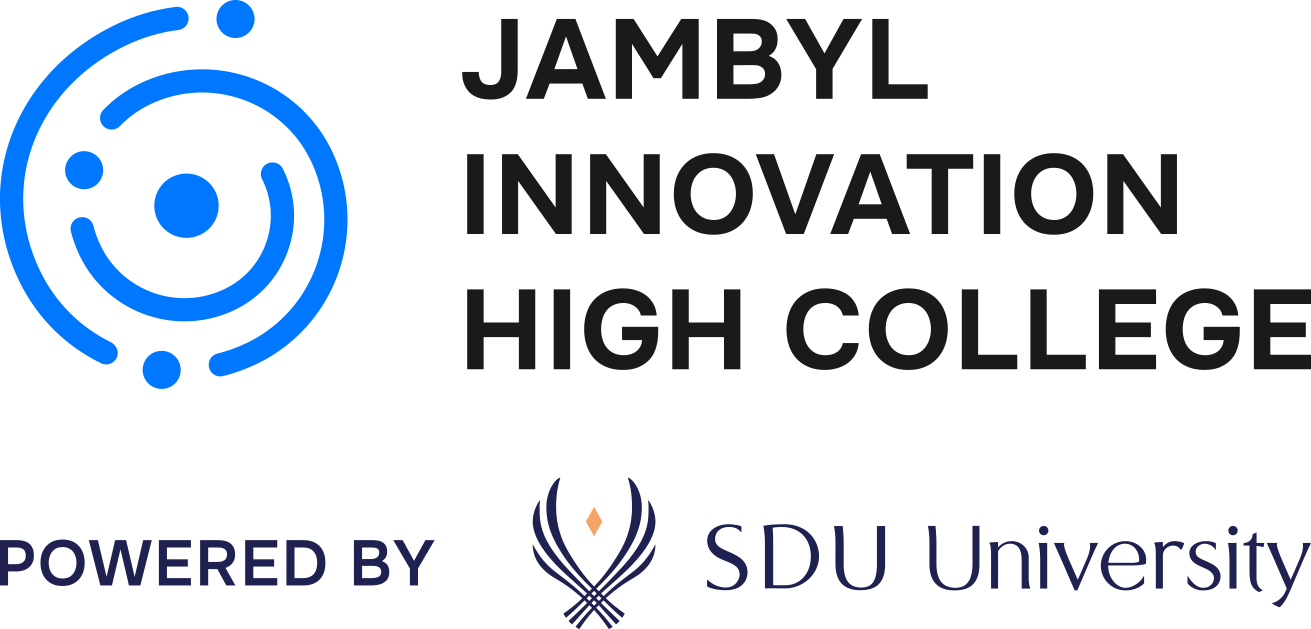 JAMBYL
INNOVATION
HIGH COLLEGE
POWERED BY SDU University